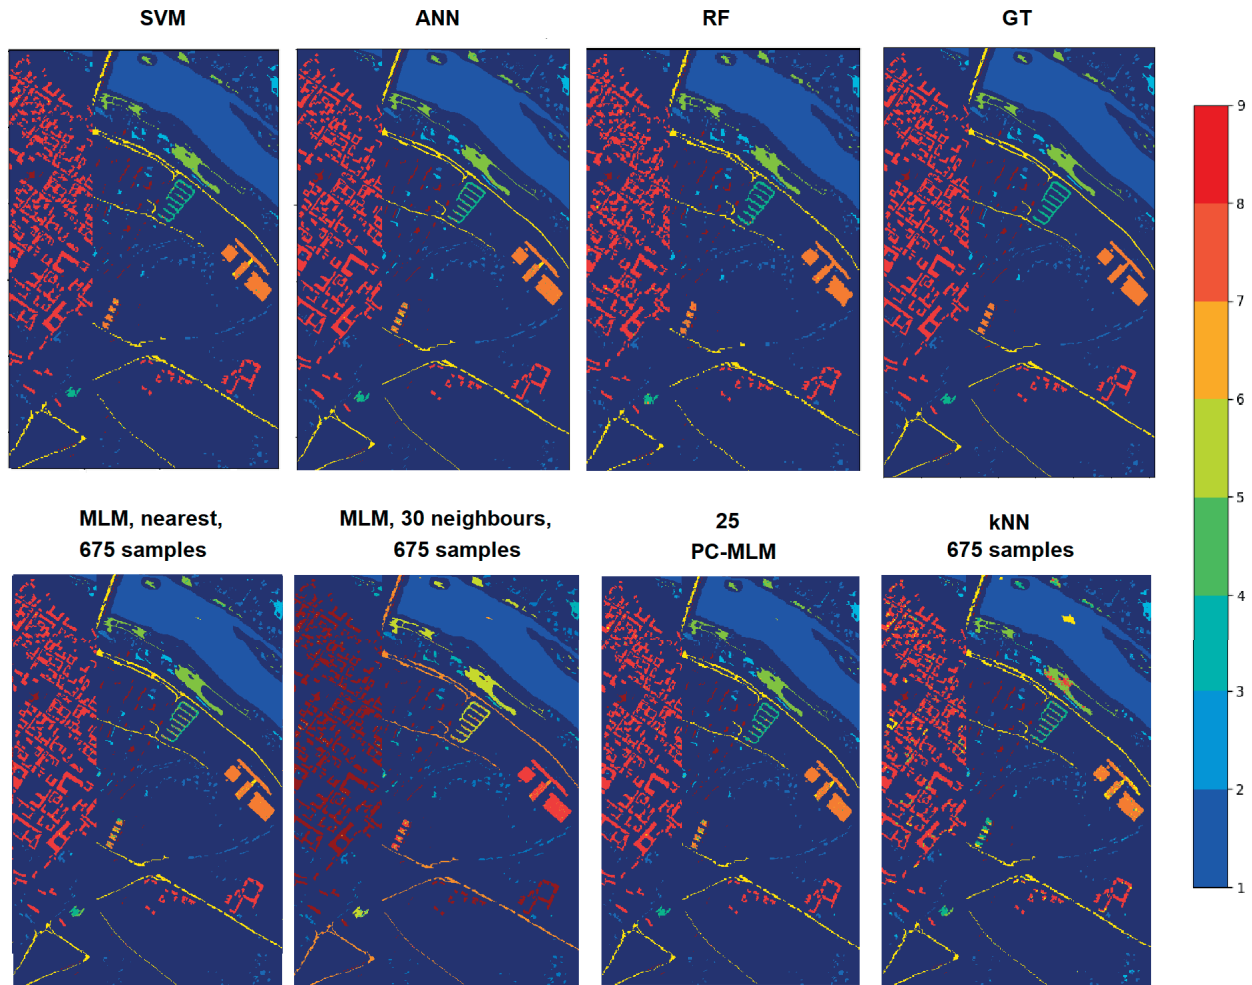 SVM
ANN
RF
GT
9
8
7
6
5
4
3
2
1
MLM, nearest,
675 samples
MLM, 30 neighbours,
675 samples
25
PC-MLM
kNN
675 samples